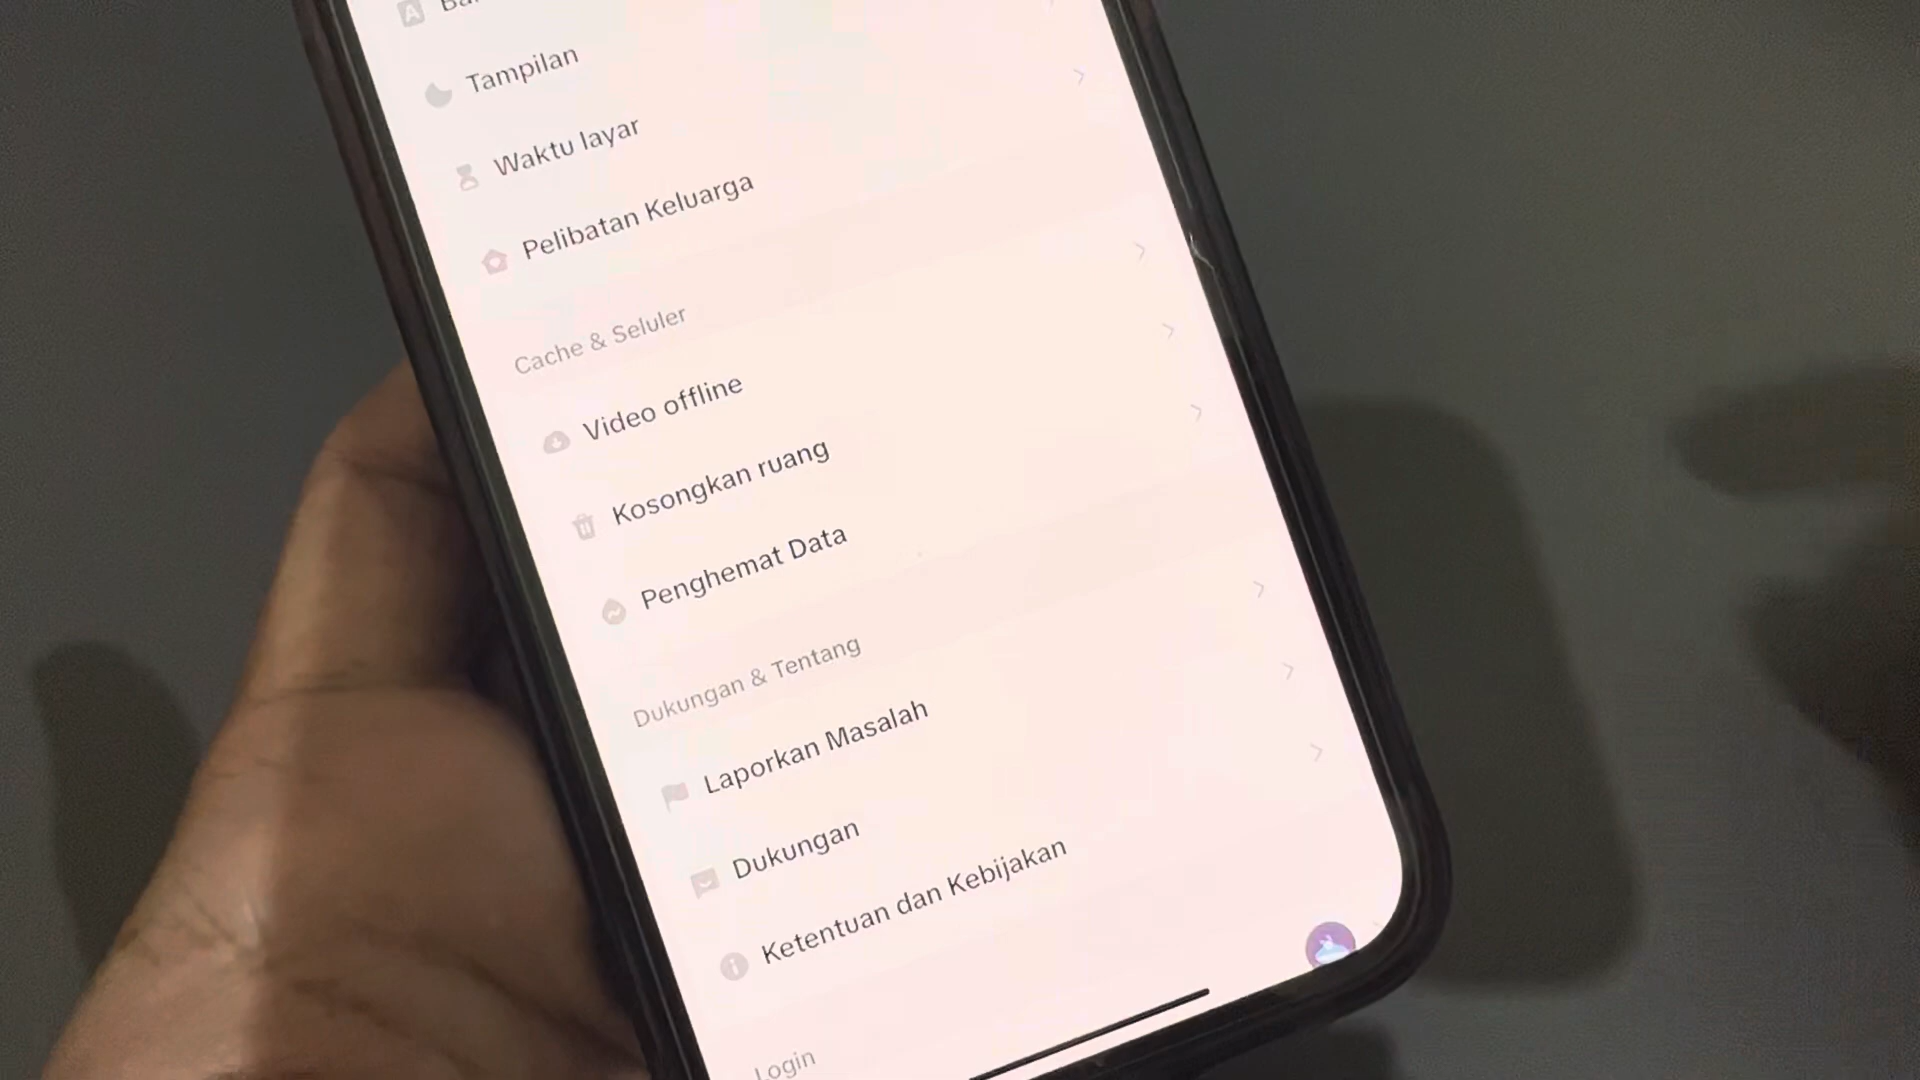 Tampilan
Waktu layar
Pelibatan Keluarga
Cache & Seluler
Video offline
Kosongkan ruang
Penghemat Data
Dukungan & Tentang
Laporkan Masalah
Dukungan
Ketentuan dan Kebijakan
Login